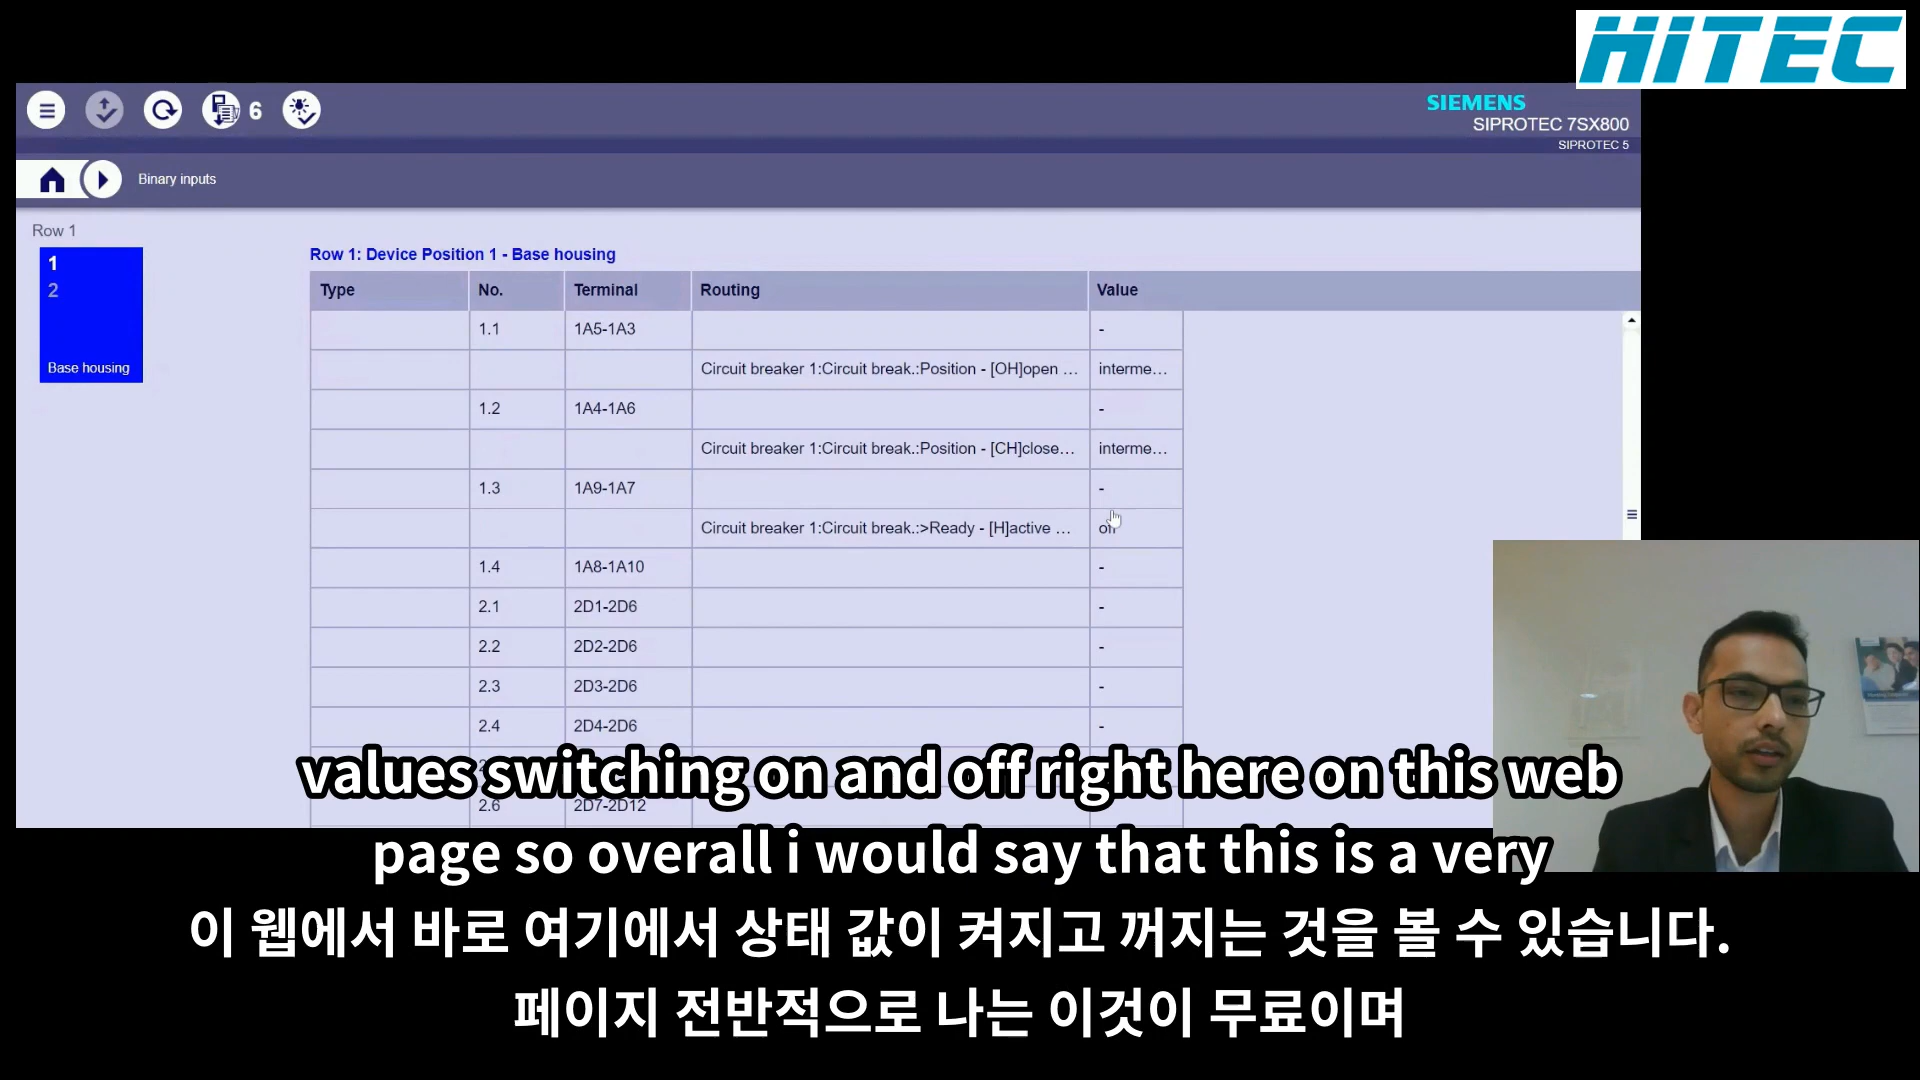 HITEC
6
SIEMENS
SIPROTEC 7SX800
SIPROTEC 5
Binary inputs
Row 1
1
2
Base housing
Row 1: Device Position 1 - Base housing
Type No. Terminal Routing Value
1.1 1A5-1A3 -
Circuit breaker 1:Circuit break.:Position - [OH]open ... interme...
1.2 1A4-1A6 -
Circuit breaker 1:Circuit break.:Position - [CH]close... interme...
1.3 1A9-1A7 -
Circuit breaker 1:Circuit break.:>Ready - [H]active ... off
1.4 1A8-1A10 -
2.1 2D1-2D6 -
2.2 2D2-2D6 -
2.3 2D3-2D6 -
2.4 2D4-2D6 -
2.6 2D7-2D12
values switching on and off right here on this web
page so overall i would say that this is a very
이 웹에서 바로 여기에서 상태 값이 켜지고 꺼지는 것을 볼 수 있습니다.
페이지 전반적으로 나는 이것이 무료이며